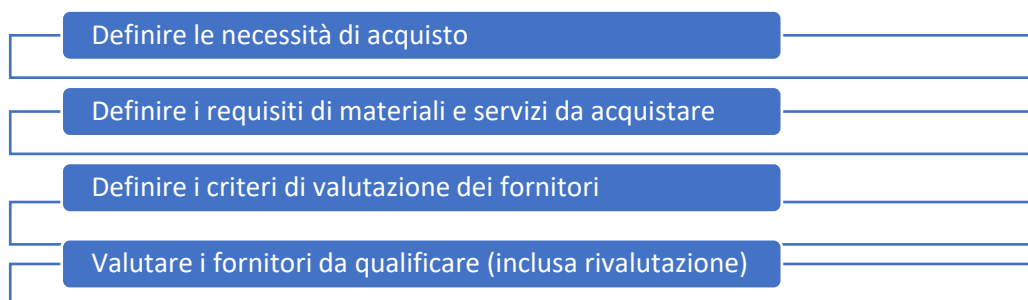 Definire le necessità di acquisto
Definire i requisiti di materiali e servizi da acquistare
Definire i criteri di valutazione dei fornitori
Valutare i fornitori da qualificare (inclusa rivalutazione)